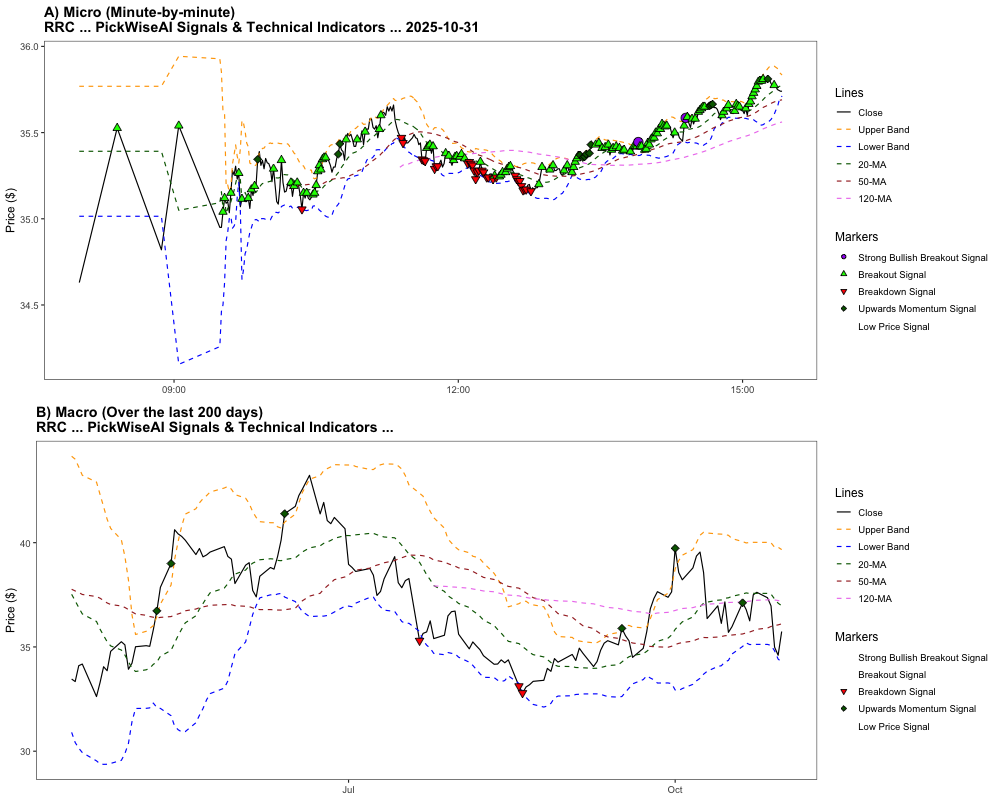 A) Micro (Minute-by-minute)
RRC ... PickWiseAI Signals & Technical Indicators ... 2025-10-31
36.0
35.5
35.0
34.5
Price ($)
09:00
12:00
15:00
Lines
Close
Upper Band
Lower Band
20-MA
50-MA
120-MA
Markers
Strong Bullish Breakout Signal
Breakout Signal
Breakdown Signal
Upwards Momentum Signal
Low Price Signal
B) Macro (Over the last 200 days)
RRC ... PickWiseAI Signals & Technical Indicators ...
40
35
30
Price ($)
Jul
Oct
Lines
Close
Upper Band
Lower Band
20-MA
50-MA
120-MA
Markers
Strong Bullish Breakout Signal
Breakout Signal
Breakdown Signal
Upwards Momentum Signal
Low Price Signal